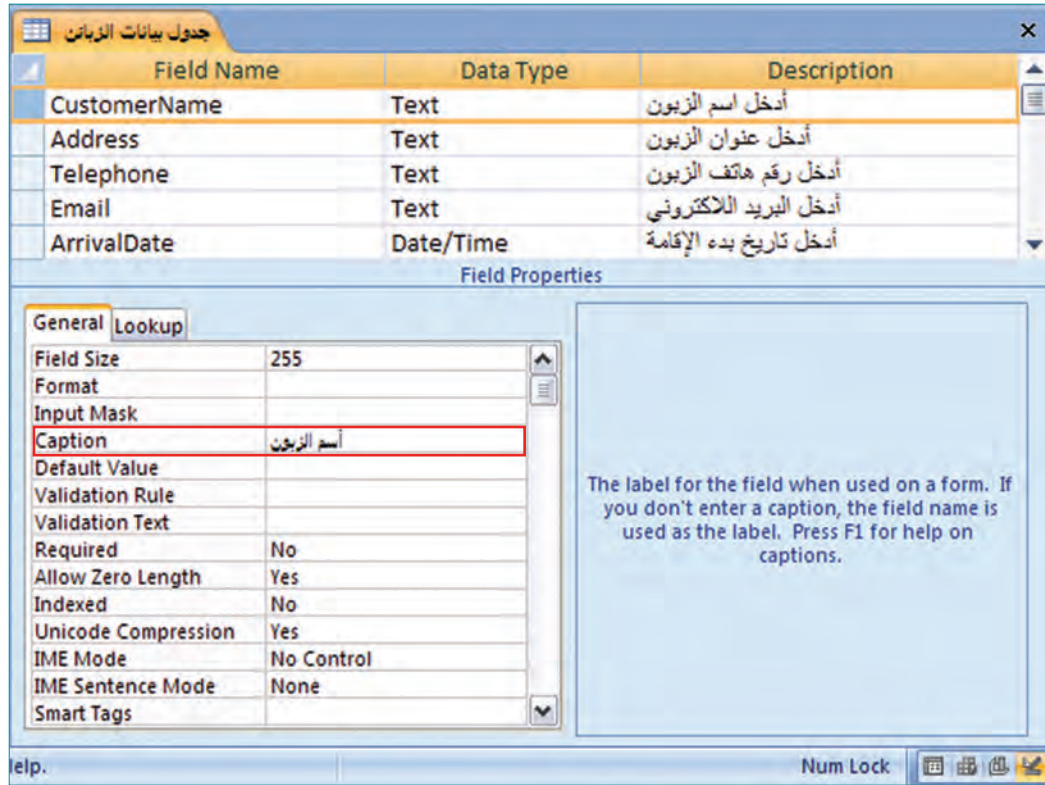 جدول بيانات الزبائن
Field Name Data Type Description
CustomerName Text أدخل اسم الزبون
Address Text أدخل عنوان الزبون
Telephone Text أدخل رقم هاتف الزبون
Email Text أدخل البريد اللاكتروني
ArrivalDate Date/Time أدخل تاريخ بدء الإقامة
Field Properties
General Lookup
Field Size 255
Format
Input Mask
Caption أسم الزبون
Default Value
Validation Rule
Validation Text
Required No
Allow Zero Length Yes
Indexed No
Unicode Compression Yes
IME Mode No Control
IME Sentence Mode None
Smart Tags
The label for the field when used on a form. If
you don't enter a caption, the field name is
used as the label. Press F1 for help on
captions.
lelp. Num Lock